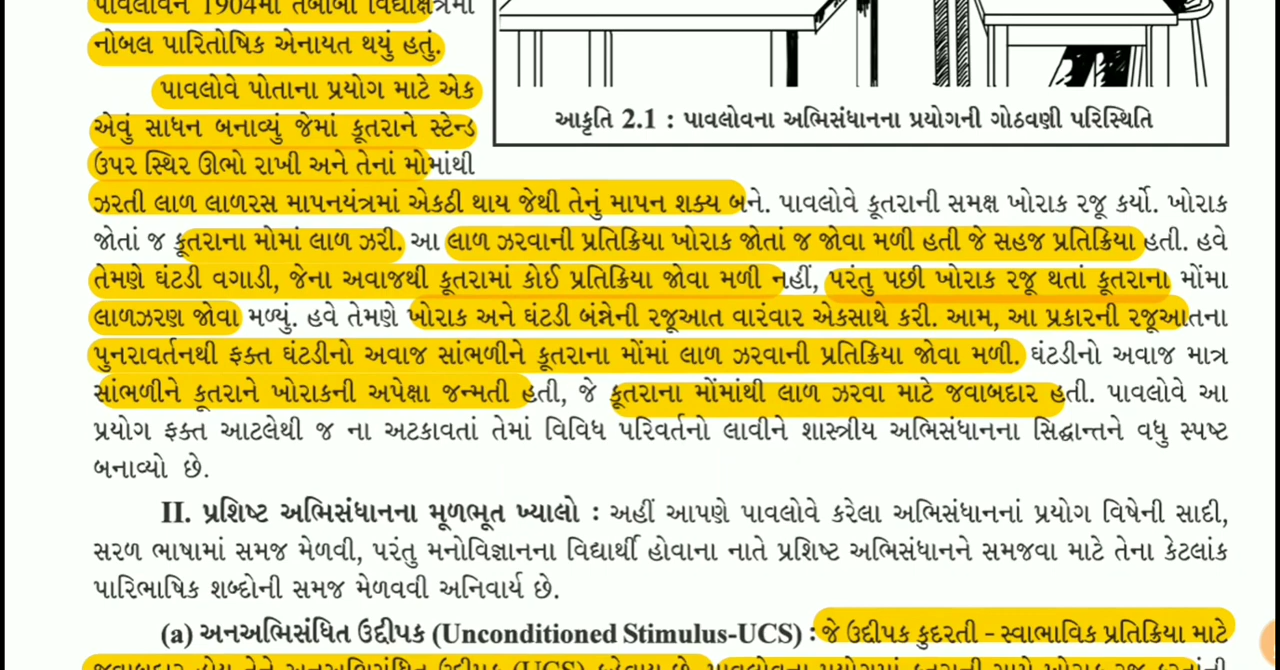 પાવલોવને 1904માં તબીબી વિદ્યાક્ષેત્રમાં
નોબલ પારિતોષિક એનાયત થયું હતું.
પાવલોવે પોતાના પ્રયોગ માટે એક
એવું સાધન બનાવ્યું જેમાં કૂતરાને સ્ટેન્ડ
ઉપર સ્થિર ઊભો રાખી અને તેનાં મોમાંથી
આકૃતિ 2.1 : પાવલોવના અભિસંધાનના પ્રયોગની ગોઠવણી પરિસ્થિતિ
ઝરતી લાળ લાળરસ માપનયંત્રમાં એકઠી થાય જેથી તેનું માપન શક્ય બને. પાવલોવે કૂતરાની સમક્ષ ખોરાક રજૂ કર્યો. ખોરાક
જોતાં જ કૂતરાના મોમાં લાળ ઝરી. આ લાળ ઝરવાની પ્રતિક્રિયા ખોરાક જોતાં જ જોવા મળી હતી જે સહજ પ્રતિક્રિયા હતી. હવે
તેમણે ઘંટડી વગાડી, જેના અવાજથી કૂતરામાં કોઈ પ્રતિક્રિયા જોવા મળી નહીં, પરંતુ પછી ખોરાક રજૂ થતાં કૂતરાના મોંમા
લાળઝરણ જોવા મળ્યું. હવે તેમણે ખોરાક અને ઘંટડી બંન્નેની રજૂઆત વારંવાર એકસાથે કરી. આમ, આ પ્રકારની રજૂઆતના
પુનરાવર્તનથી ફક્ત ઘંટડીનો અવાજ સાંભળીને કૂતરાના મોંમાં લાળ ઝરવાની પ્રતિક્રિયા જોવા મળી. ઘંટડીનો અવાજ માત્ર
સાંભળીને કૂતરાને ખોરાકની અપેક્ષા જન્મતી હતી, જે કૂતરાના મોંમાંથી લાળ ઝરવા માટે જવાબદાર હતી. પાવલોવે આ
પ્રયોગ ફક્ત આટલેથી જ ના અટકાવતાં તેમાં વિવિધ પરિવર્તનો લાવીને શાસ્ત્રીય અભિસંધાનના સિદ્ધાન્તને વધુ સ્પષ્ટ
બનાવ્યો છે.
II. પ્રશિષ્ટ અભિસંધાનના મૂળભૂત ખ્યાલો : અહીં આપણે પાવલોવે કરેલા અભિસંધાનનાં પ્રયોગ વિષેની સાદી,
સરળ ભાષામાં સમજ મેળવી, પરંતુ મનોવિજ્ઞાનના વિદ્યાર્થી હોવાના નાતે પ્રશિષ્ટ અભિસંધાનને સમજવા માટે તેના કેટલાંક
પારિભાષિક શબ્દોની સમજ મેળવવી અનિવાર્ય છે.
(a) અનઅભિસંધિત ઉદ્દીપક (Unconditioned Stimulus-UCS) : જે ઉદ્દીપક કુદરતી - સ્વાભાવિક પ્રતિક્રિયા માટે